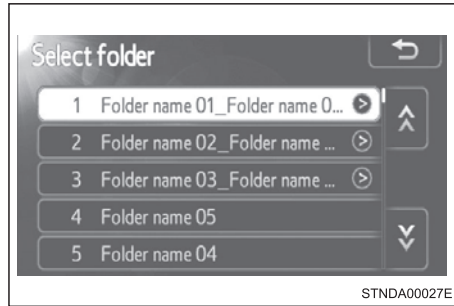 Select folder
1 Folder name 01_Folder name 0...
2 Folder name 02_Folder name ...
3 Folder name 03_Folder name ...
4 Folder name 05
5 Folder name 04
STNDA00027E